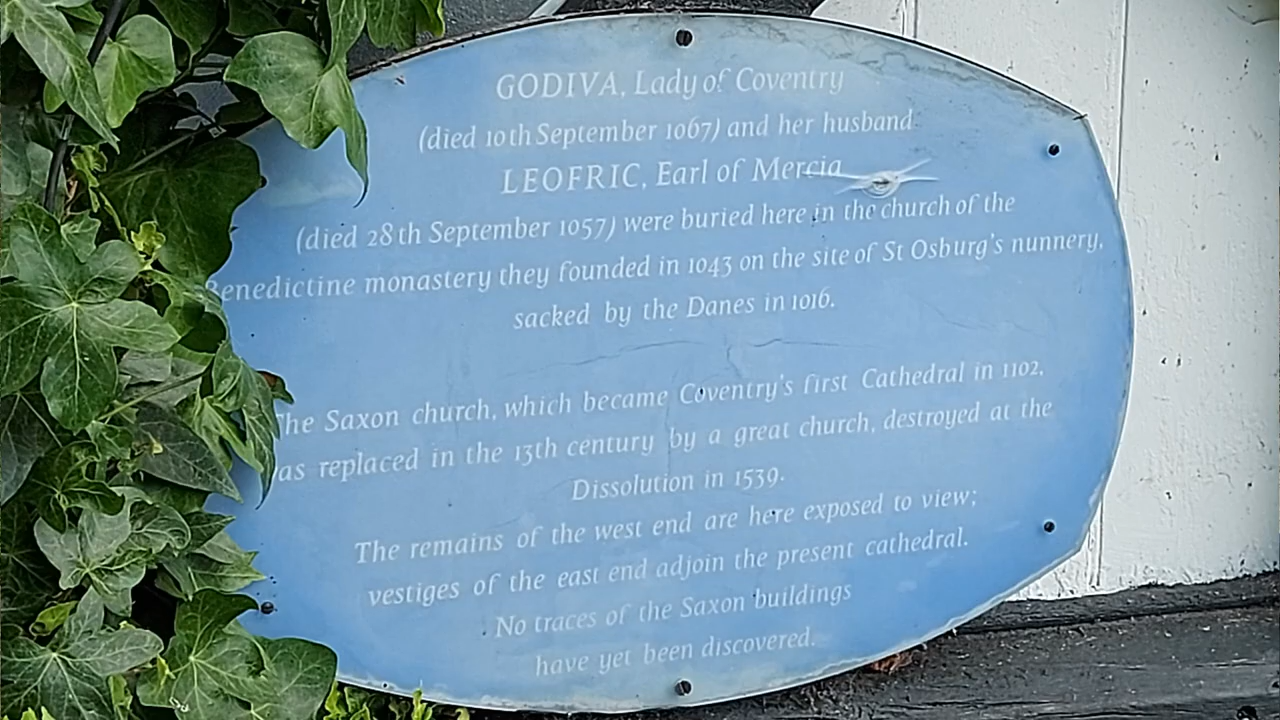 GODIVA, Lady of Coventry
(died 10th September 1067) and her husband
LEOFRIC, Earl of Mercia
(died 28th September 1057) were buried here in the church of the
Benedictine monastery they founded in 1043 on the site of St Osburg's nunnery,
sacked by the Danes in 1016.
The Saxon church, which became Coventry's first Cathedral in 1102,
as replaced in the 13th century by a great church, destroyed at the
Dissolution in 1539.
The remains of the west end are here exposed to view;
vestiges of the east end adjoin the present cathedral.
No traces of the Saxon buildings
have yet been discovered.